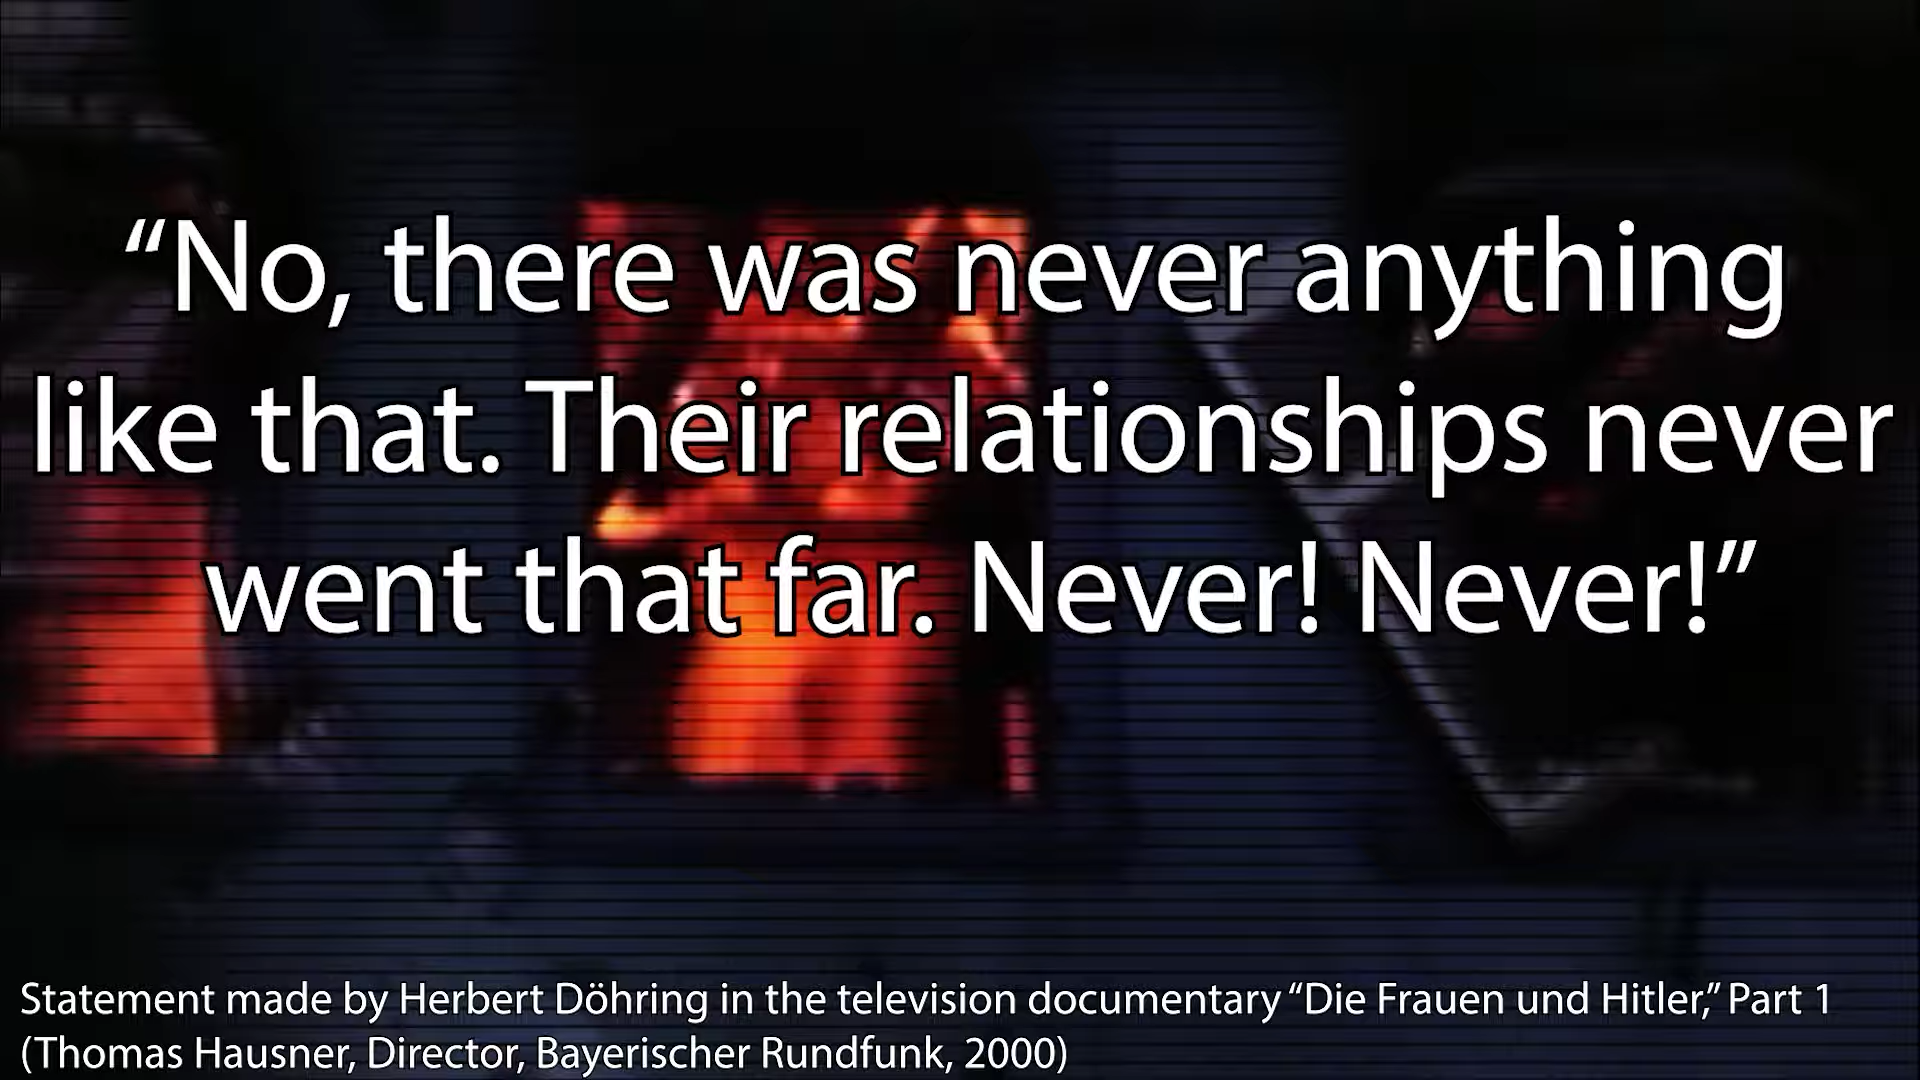 “No, there was never anything
like that. Their relationships never
went that far. Never! Never!”
Statement made by Herbert Döhring in the television documentary “Die Frauen und Hitler,” Part 1
(Thomas Hausner, Director, Bayerischer Rundfunk, 2000)